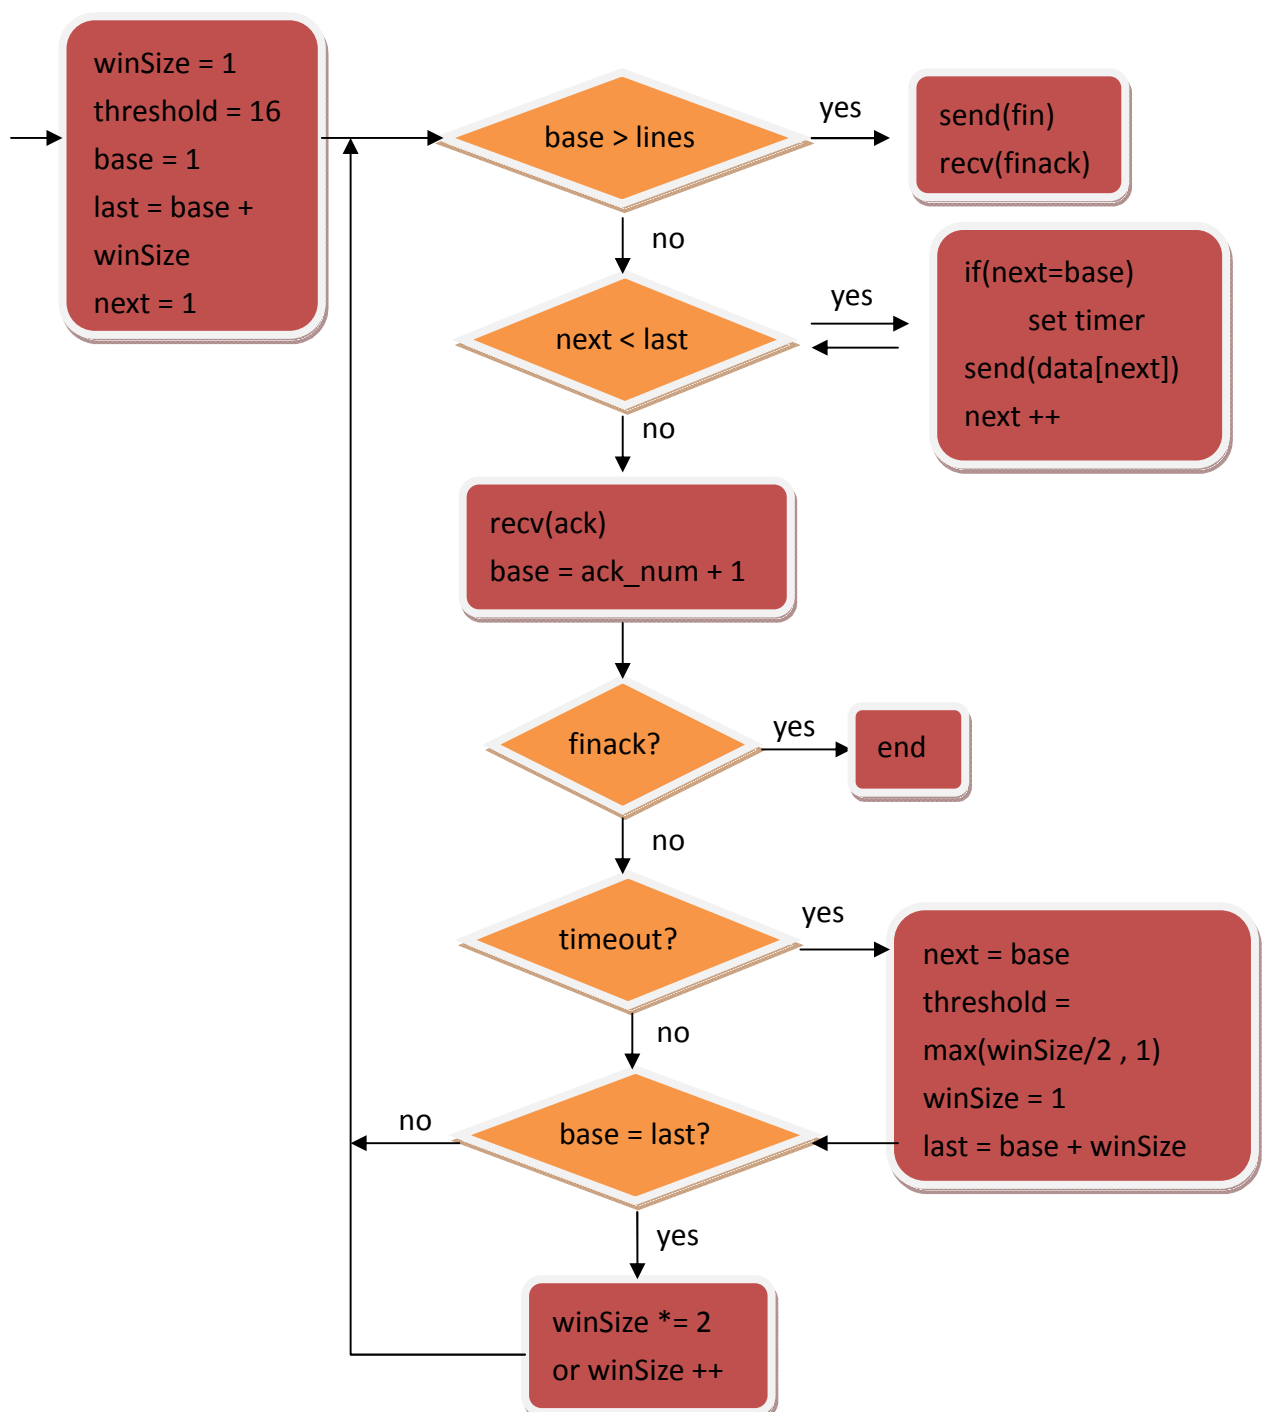 winSize = 1
threshold = 16
base = 1
last = base +
winSize
next = 1
base > lines
yes
send(fin)
recv(finack)
no
next < last
yes
if(next=base)
set timer
send(data[next])
next ++
no
recv(ack)
base = ack_num + 1
finack?
yes
end
no
timeout?
yes
next = base
threshold =
max(winSize/2 , 1)
winSize = 1
last = base + winSize
no
base = last?
no
yes
winSize *= 2
or winSize ++